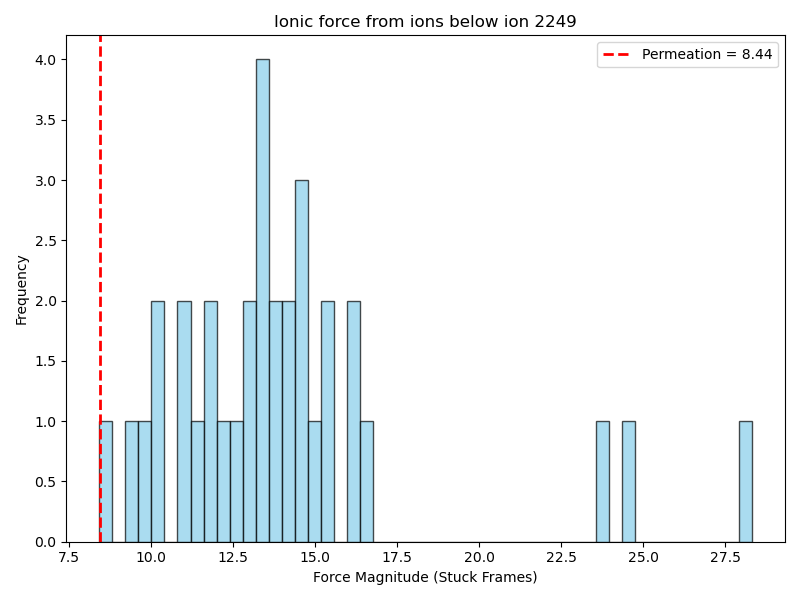 Ionic force from ions below ion 2249
Permeation = 8.44
Frequency
4.0
3.5
3.0
2.5
2.0
1.5
1.0
0.5
0.0
7.5 10.0 12.5 15.0 17.5 20.0 22.5 25.0 27.5
Force Magnitude (Stuck Frames)